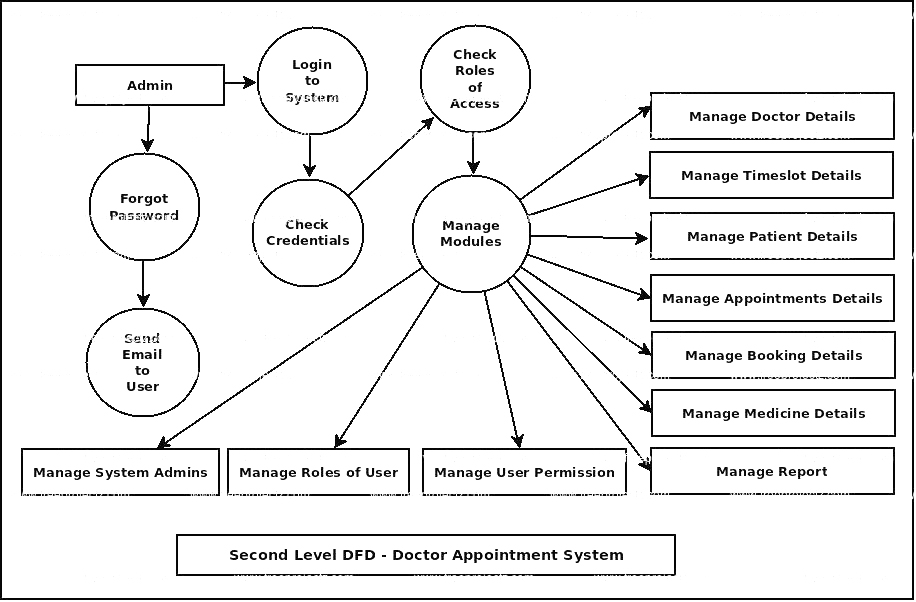 Admin
Login
to
System
Check
Roles
of
Access
Manage Doctor Details
Manage Timeslot Details
Forgot
Password
Check
Credentials
Manage
Modules
Manage Patient Details
Manage Appointments Details
Send
Email
to
User
Manage Booking Details
Manage Medicine Details
Manage System Admins
Manage Roles of User
Manage User Permission
Manage Report
Second Level DFD - Doctor Appointment System